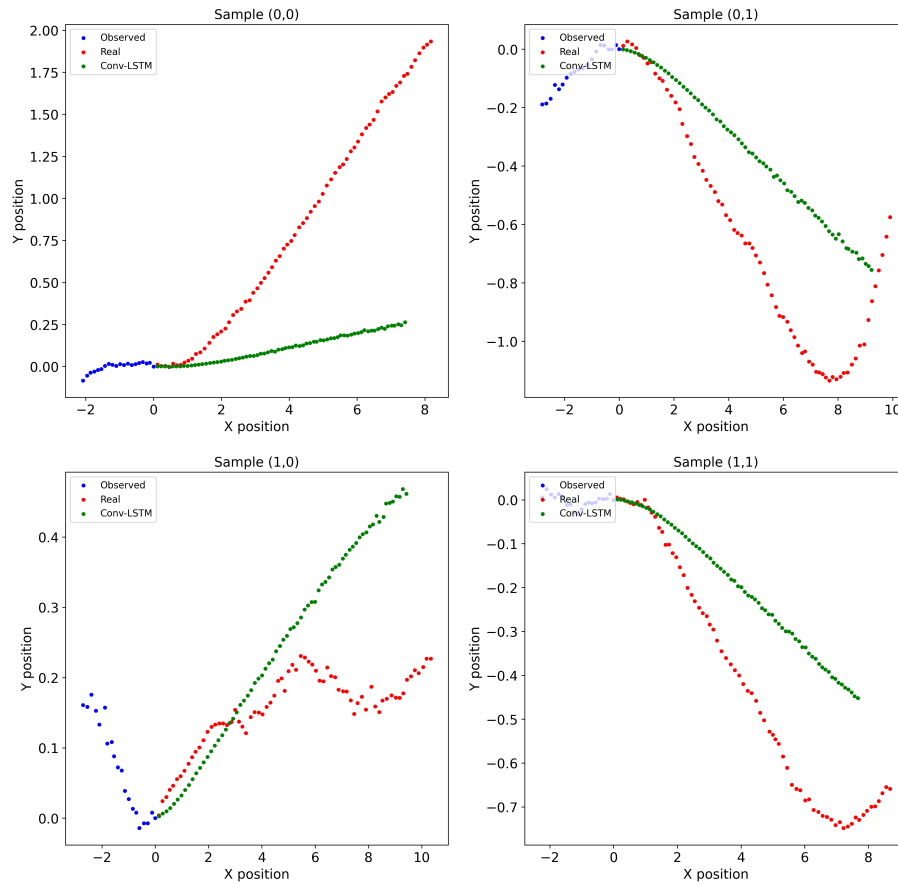 Sample (0,0)
Observed
Real
Conv-LSTM
Y position
2.00
1.75
1.50
1.25
1.00
0.75
0.50
0.25
0.00
−2
0
2
4
6
8
X position
Sample (0,1)
Observed
Real
Conv-LSTM
Y position
0.0
−0.2
−0.4
−0.6
−0.8
−1.0
−2
0
2
4
6
8
10
X position
Sample (1,0)
Observed
Real
Conv-LSTM
Y position
0.4
0.3
0.2
0.1
0.0
−2
0
2
4
6
8
10
X position
Sample (1,1)
Observed
Real
Conv-LSTM
Y position
0.0
−0.1
−0.2
−0.3
−0.4
−0.5
−0.6
−0.7
−2
0
2
4
6
8
X position